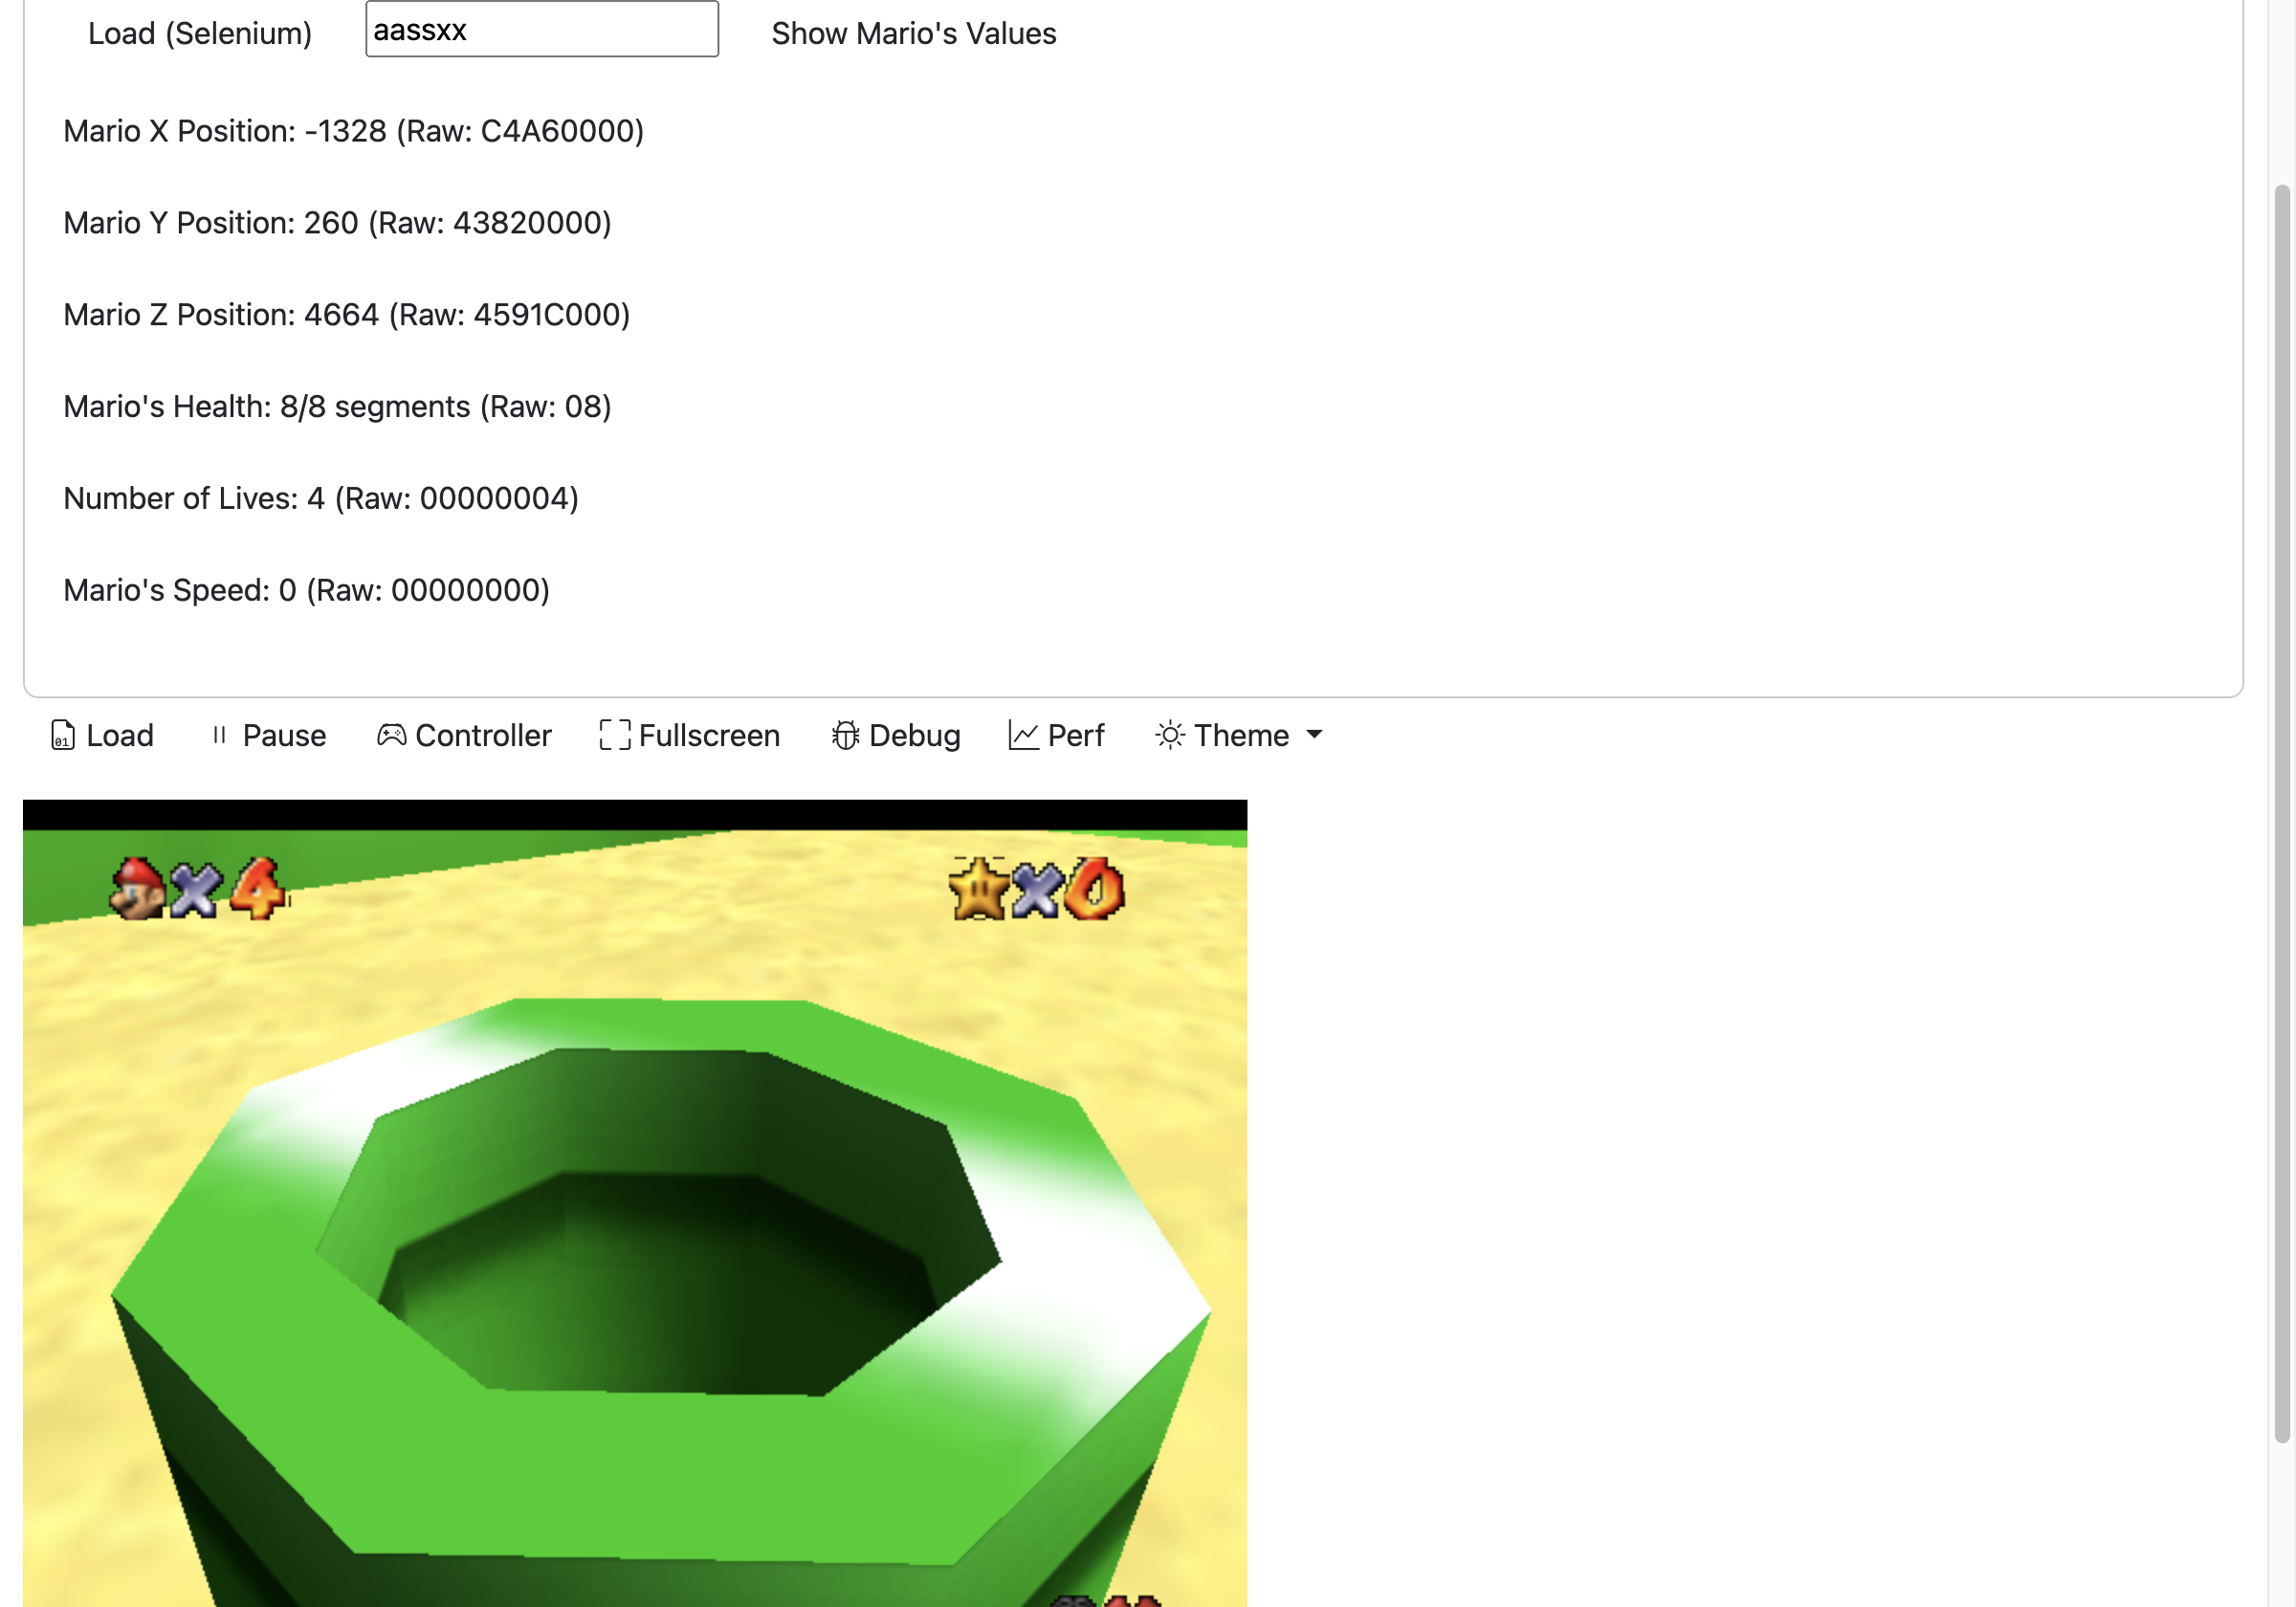 Load (Selenium) aassxx Show Mario's Values
Mario X Position: -1328 (Raw: C4A60000)
Mario Y Position: 260 (Raw: 43820000)
Mario Z Position: 4664 (Raw: 4591C000)
Mario's Health: 8/8 segments (Raw: 08)
Number of Lives: 4 (Raw: 00000004)
Mario's Speed: 0 (Raw: 00000000)
01 Load Pause Controller Fullscreen Debug Perf Theme
×4 ×0